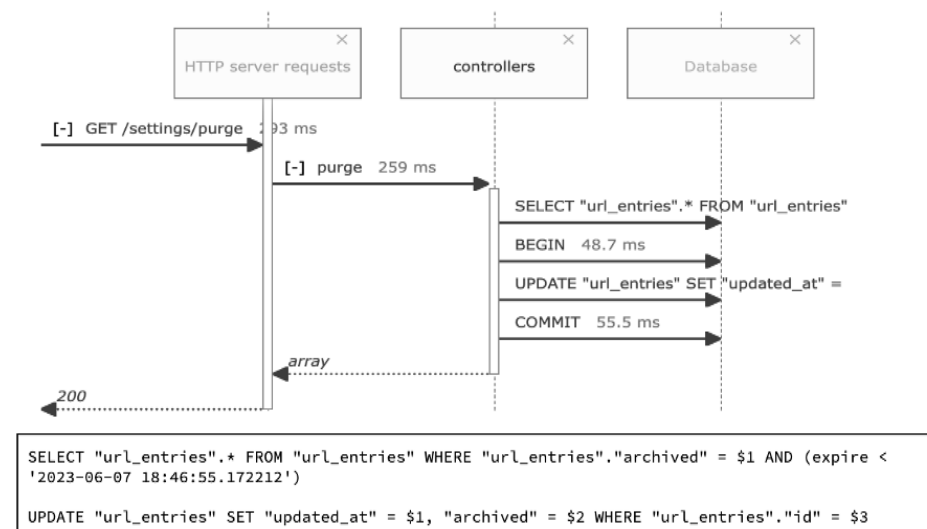 HTTP server requests
controllers
Database
[-] GET /settings/purge 293 ms
[-] purge 259 ms
SELECT "url_entries".* FROM "url_entries"
BEGIN 48.7 ms
UPDATE "url_entries" SET "updated_at" =
COMMIT 55.5 ms
array
200
SELECT "url_entries".* FROM "url_entries" WHERE "url_entries"."archived" = $1 AND (expire <
'2023-06-07 18:46:55.172212')
UPDATE "url_entries" SET "updated_at" = $1, "archived" = $2 WHERE "url_entries"."id" = $3